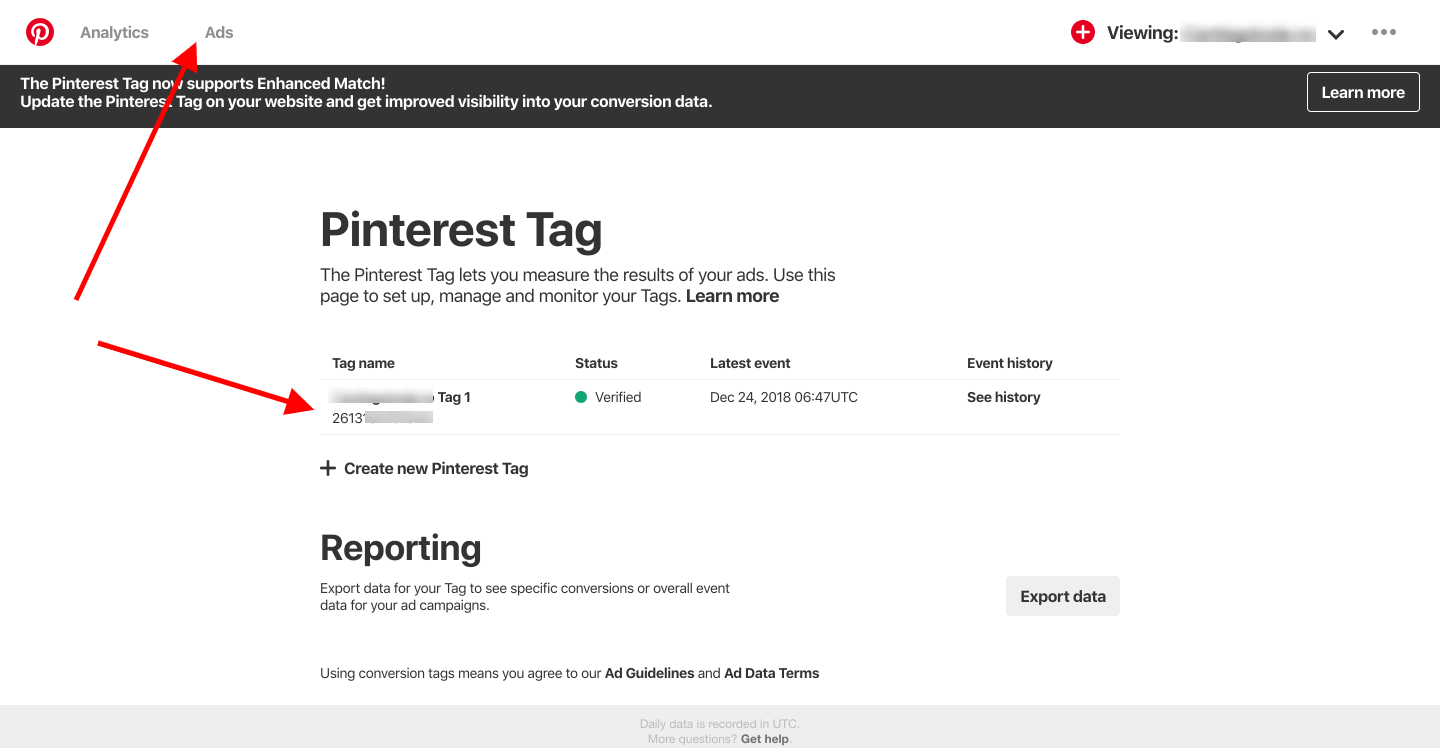 Analytics
Ads
Viewing:
The Pinterest Tag now supports Enhanced Match!
Update the Pinterest Tag on your website and get improved visibility into your conversion data.
Learn more
Pinterest Tag
The Pinterest Tag lets you measure the results of your ads. Use this
page to set up, manage and monitor your Tags. Learn more
Tag name Status Latest event Event history
Tag 1 Verified Dec 24, 2018 06:47UTC See history
Create new Pinterest Tag
Reporting
Export data for your Tag to see specific conversions or overall event
data for your ad campaigns.
Export data
Using conversion tags means you agree to our Ad Guidelines and Ad Data Terms
Daily data is recorded in UTC.
More questions? Get help.